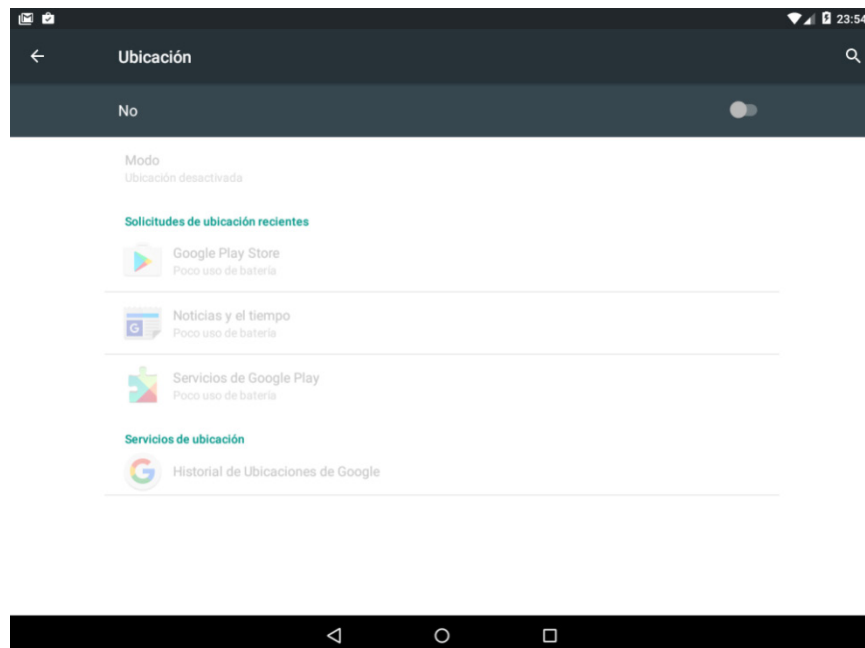 23:54
Ubicación
No
Modo
Ubicación desactivada
Solicitudes de ubicación recientes
Google Play Store
Poco uso de batería
Noticias y el tiempo
Poco uso de batería
Servicios de Google Play
Poco uso de batería
Servicios de ubicación
Historial de Ubicaciones de Google